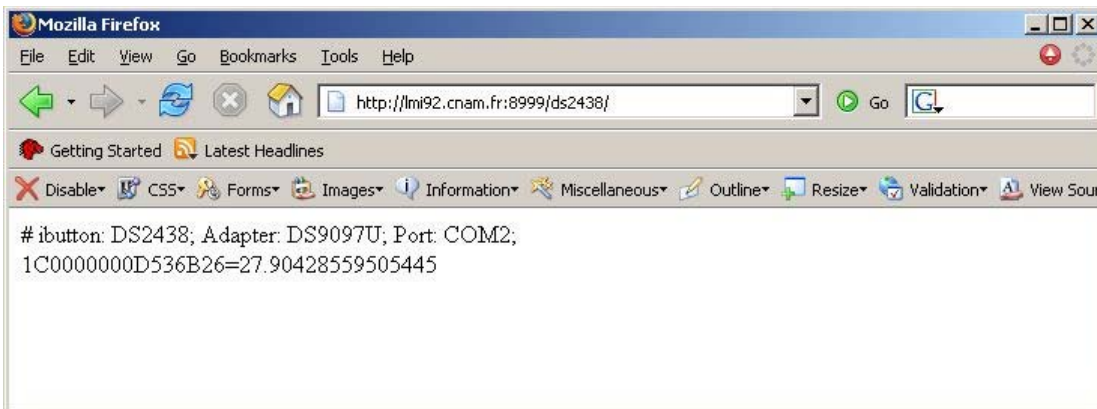 Mozilla Firefox
File Edit View Go Bookmarks Tools Help
http://lmi92.cnam.fr:8999/ds2438/ Go G
Getting Started Latest Headlines
Disable CSS Forms Images Information Miscellaneous Outline Resize Validation View Sou
# ibutton: DS2438; Adapter: DS9097U; Port: COM2;
1C0000000D536B26=27.90428559505445